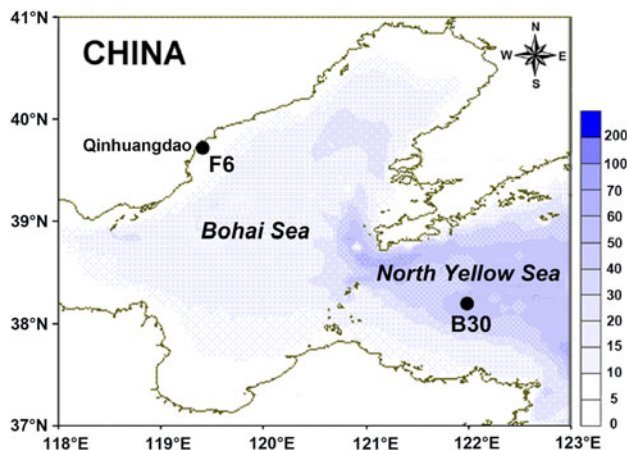 41°N
CHINA
N
W E
S
40°N
Qinhuangdao
F6
39°N
Bohai Sea
North Yellow Sea
B30
38°N
37°N
118°E 119°E 120°E 121°E 122°E 123°E
200
100
70
60
50
40
30
20
15
10
5
0